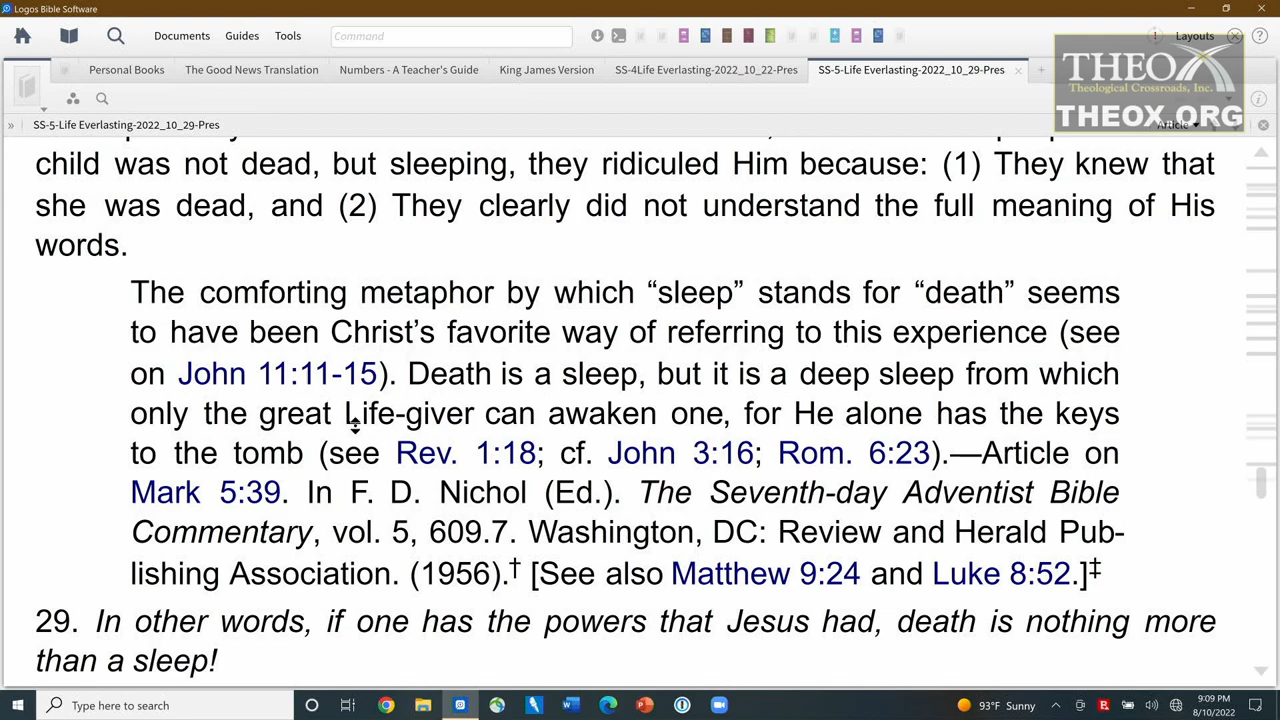 Logos Bible Software
Documents Guides Tools Command Layouts
THEOX
Theological Crossroads, Inc.
THEOX.ORG
Personal Books The Good News Translation Numbers - A Teacher's Guide King James Version SS-4Life Everlasting-2022_10_22-Pres SS-5-Life Everlasting-2022_10_29-Pres
SS-5-Life Everlasting-2022_10_29-Pres Article
child was not dead, but sleeping, they ridiculed Him because: (1) They knew that
she was dead, and (2) They clearly did not understand the full meaning of His
words.
The comforting metaphor by which “sleep” stands for “death” seems
to have been Christ’s favorite way of referring to this experience (see
on John 11:11-15). Death is a sleep, but it is a deep sleep from which
only the great Life-giver can awaken one, for He alone has the keys
to the tomb (see Rev. 1:18; cf. John 3:16; Rom. 6:23).—Article on
Mark 5:39. In F. D. Nichol (Ed.). The Seventh-day Adventist Bible
Commentary, vol. 5, 609.7. Washington, DC: Review and Herald Pub-
lishing Association. (1956).† [See also Matthew 9:24 and Luke 8:52.]‡
29. In other words, if one has the powers that Jesus had, death is nothing more
than a sleep!
Type here to search 93°F Sunny 9:09 PM
8/10/2022